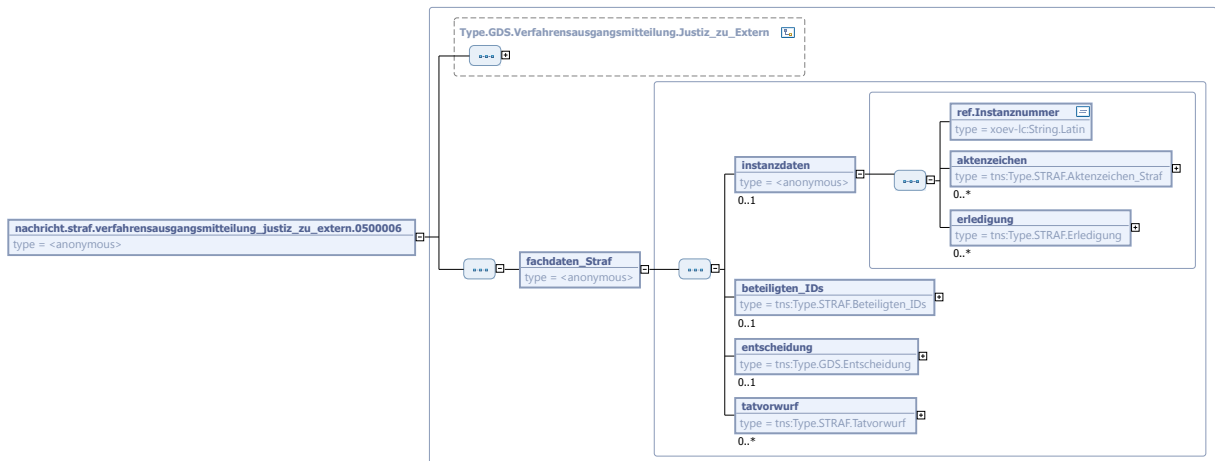 Type.GDS.Verfahrensausgangsmitteilung.Justiz_zu_Extern
nachricht.straf.verfahrensausgangsmitteilung_justiz_zu_extern.0500006
type = <anonymous>
fachdaten_Straf
type = <anonymous>
instanzdaten
type = <anonymous>
0..1
ref.Instanznummer
type = xoev-lc:String.Latin
aktenzeichen
type = tns:Type.STRAF.Aktenzeichen_Straf
0..*
erledigung
type = tns:Type.STRAF.Erledigung
0..*
beteiligten_IDs
type = tns:Type.STRAF.Beteiligten_IDs
0..1
entscheidung
type = tns:Type.GDS.Entscheidung
0..1
tatvorwurf
type = tns:Type.STRAF.Tatvorwurf
0..*